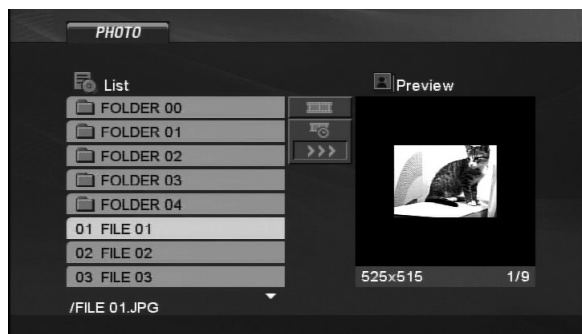 PHOTO
List
FOLDER 00
FOLDER 01
FOLDER 02
FOLDER 03
FOLDER 04
01 FILE 01
02 FILE 02
03 FILE 03
/FILE 01.JPG
>>>
Preview
525x515 1/9